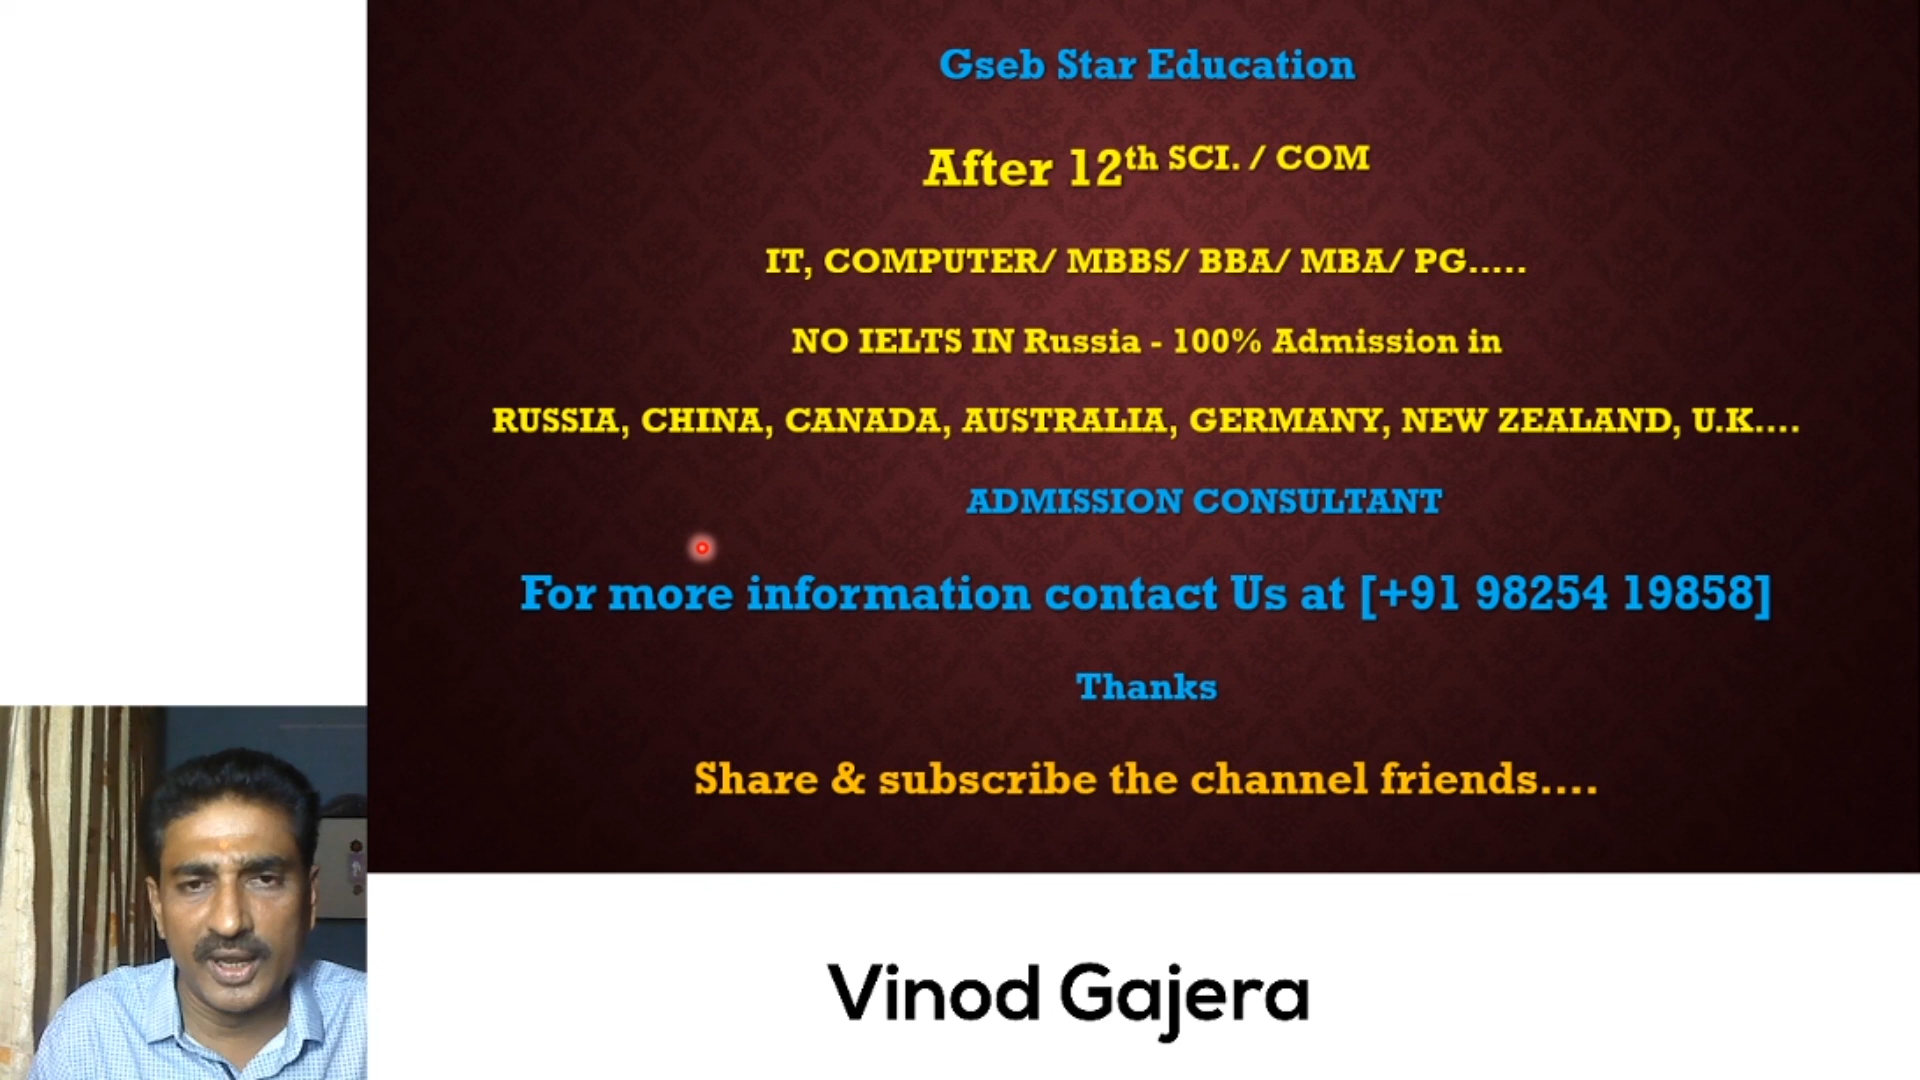 Gseb Star Education
After 12th SCI. / COM
IT, COMPUTER/ MBBS/ BBA/ MBA/ PG.....
NO IELTS IN Russia - 100% Admission in
RUSSIA, CHINA, CANADA, AUSTRALIA, GERMANY, NEW ZEALAND, U.K....
ADMISSION CONSULTANT
For more information contact Us at [+91 98254 19858]
Thanks
Share & subscribe the channel friends....
Vinod Gajera